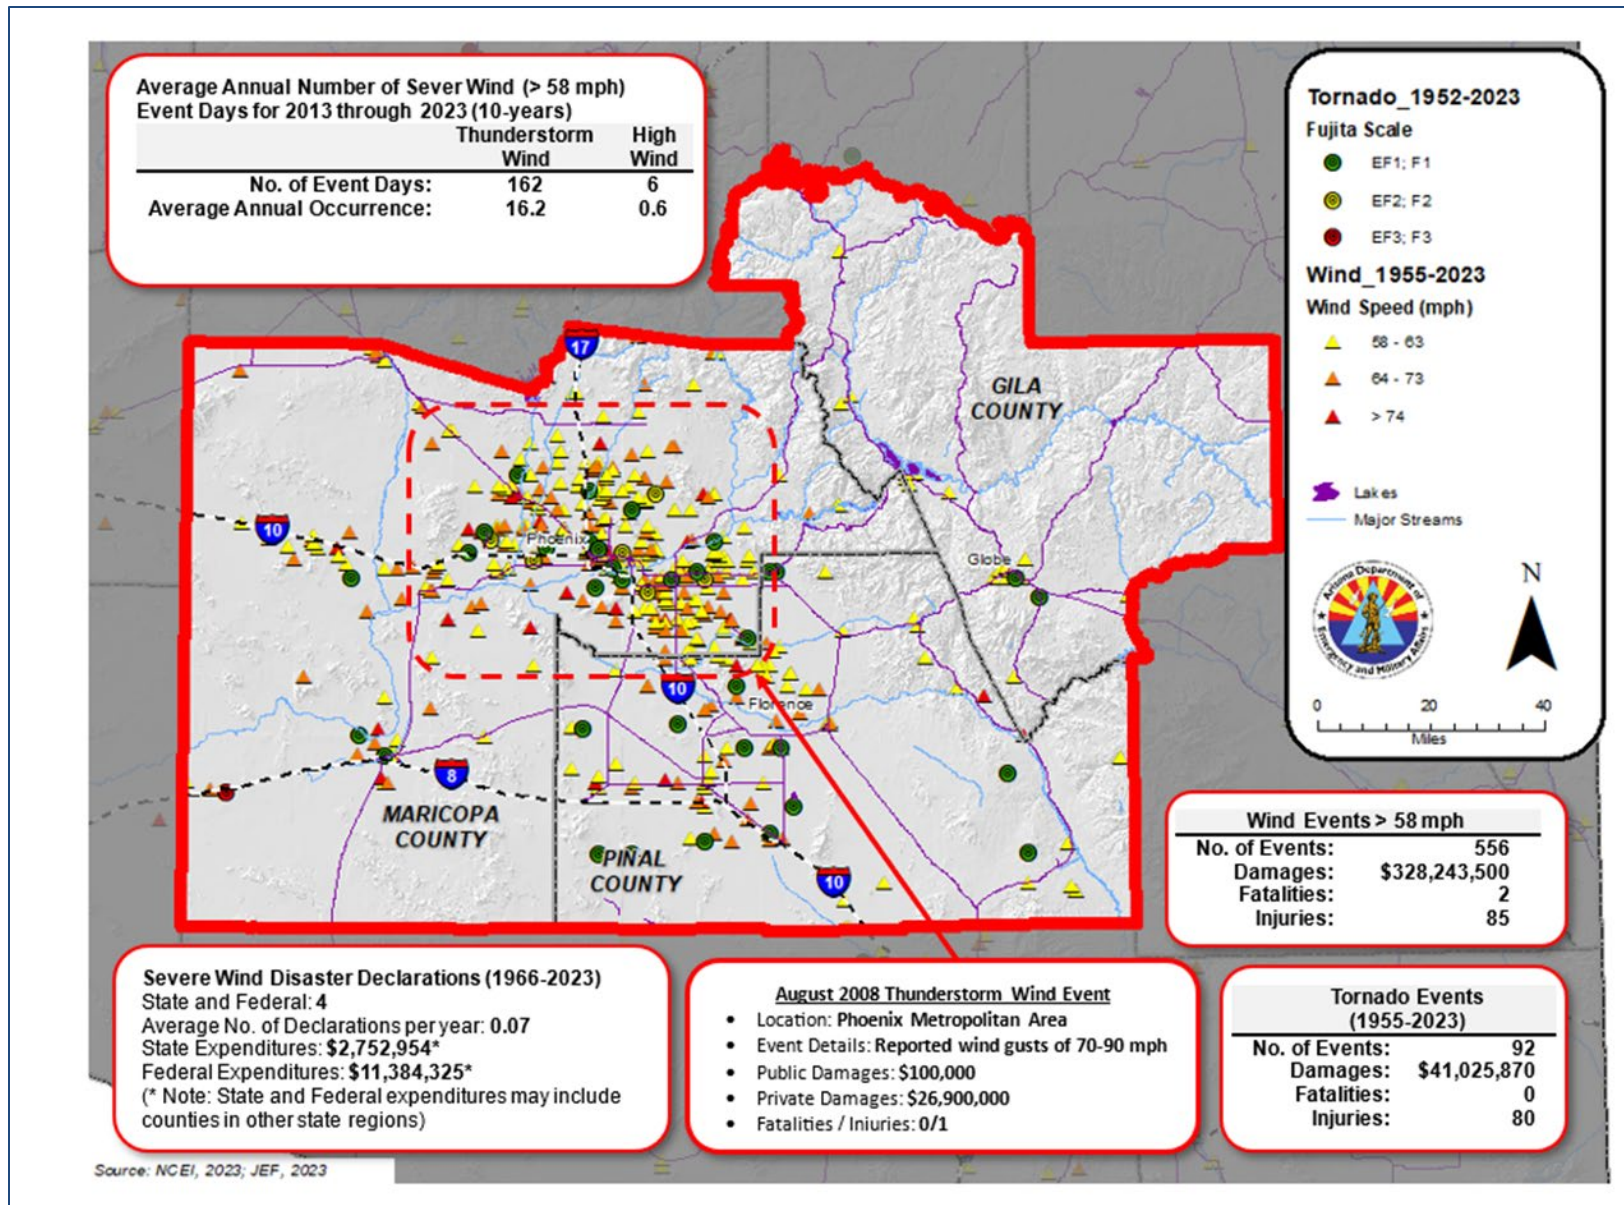 Average Annual Number of Sever Wind (> 58 mph)
Event Days for 2013 through 2023 (10-years)
Thunderstorm Wind High Wind
No. of Event Days: 162 6
Average Annual Occurrence: 16.2 0.6
Tornado_1952-2023
Fujita Scale
EF1; F1
EF2; F2
EF3; F3
Wind_1955-2023
Wind Speed (mph)
58 - 63
64 - 73
> 74
Lakes
Major Streams
Arizona Department of
Emergency and Military Affairs
N
0 20 40
Miles
17
GILA
COUNTY
10
Phoenix
Globe
10
Florence
8
MARICOPA
COUNTY
PINAL
COUNTY
10
Wind Events > 58 mph
No. of Events: 556
Damages: $328,243,500
Fatalities: 2
Injuries: 85
Severe Wind Disaster Declarations (1966-2023)
State and Federal: 4
Average No. of Declarations per year: 0.07
State Expenditures: $2,752,954*
Federal Expenditures: $11,384,325*
(* Note: State and Federal expenditures may include
counties in other state regions)
August 2008 Thunderstorm Wind Event
• Location: Phoenix Metropolitan Area
• Event Details: Reported wind gusts of 70-90 mph
• Public Damages: $100,000
• Private Damages: $26,900,000
• Fatalities / Injuries: 0/1
Tornado Events
(1955-2023)
No. of Events: 92
Damages: $41,025,870
Fatalities: 0
Injuries: 80
Source: NCEI, 2023; JEF, 2023